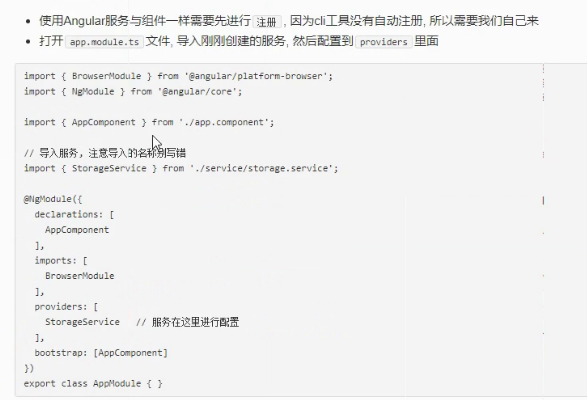 使用Angular服务与组件一样需要先进行 注册 , 因为cli工具没有自动注册, 所以需要我们自己来
打开 app.module.ts 文件, 导入刚刚创建的服务, 然后配置到 providers 里面
import { BrowserModule } from '@angular/platform-browser';
import { NgModule } from '@angular/core';
import { AppComponent } from './app.component';
// 导入服务，注意导入的名称别写错
import { StorageService } from './service/storage.service';
@NgModule({
  declarations: [
    AppComponent
  ],
  imports: [
    BrowserModule
  ],
  providers: [
    StorageService   // 服务在这里进行配置
  ],
  bootstrap: [AppComponent]
})
export class AppModule { }